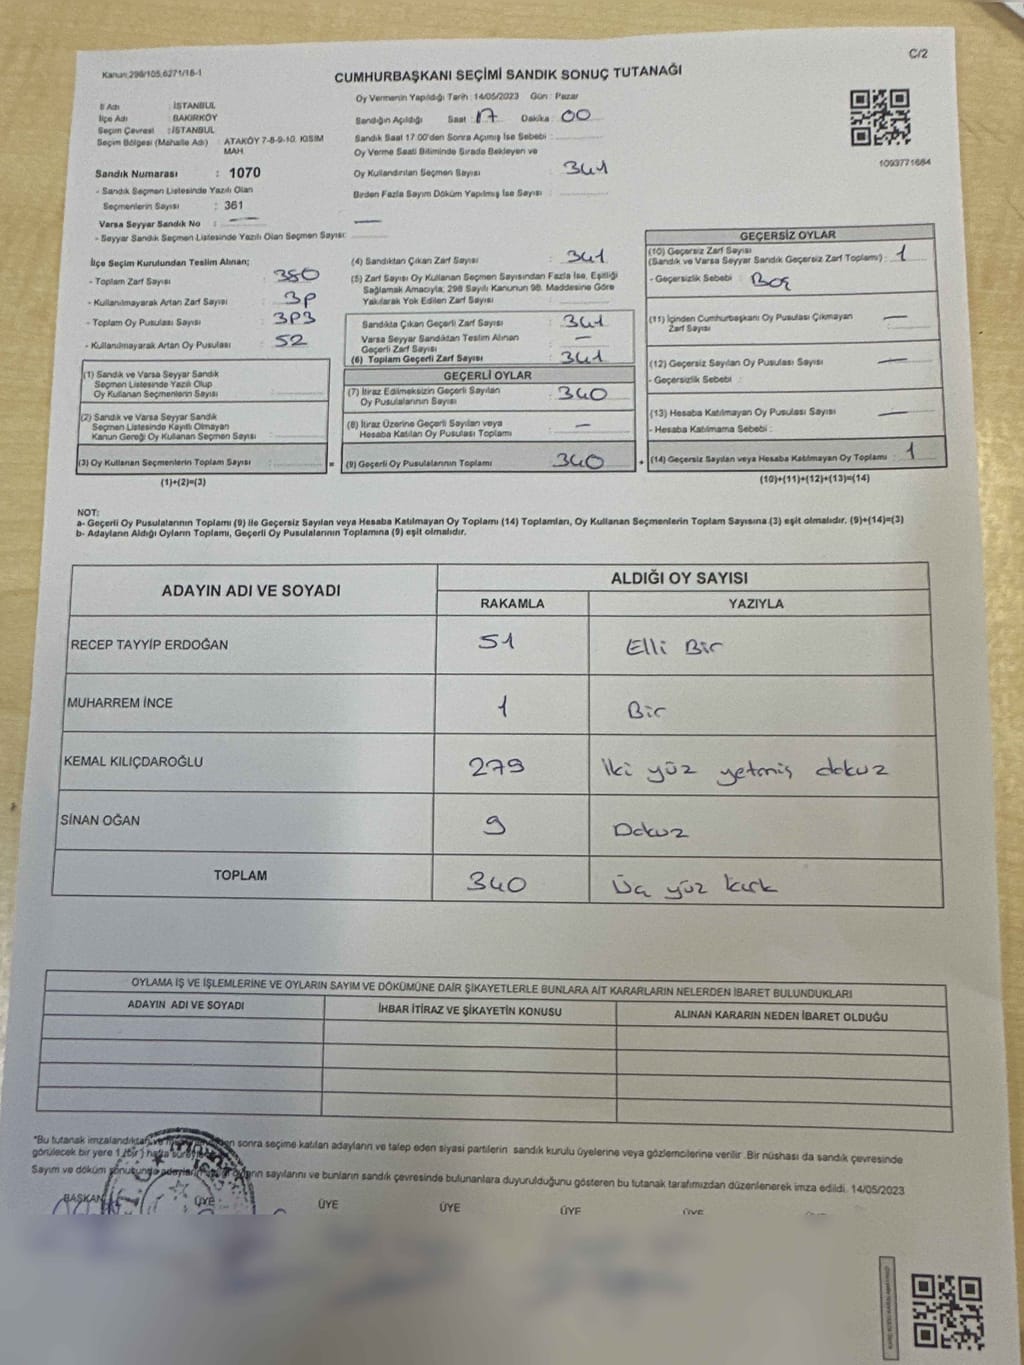 C/2
Kanun:298/105,6271/16-1
CUMHURBAŞKANI SEÇİMİ SANDIK SONUÇ TUTANAĞI
İl Adı : İSTANBUL
İlçe Adı : BAKIRKÖY
Seçim Çevresi : İSTANBUL
Seçim Bölgesi (Mahalle Adı) : ATAKÖY 7-8-9-10. KISIM
MAH.
Sandık Numarası : 1070
- Sandık Seçmen Listesinde Yazılı Olan
Seçmenlerin Sayısı : 361
Varsa Seyyar Sandık No : —
- Seyyar Sandık Seçmen Listesinde Yazılı Olan Seçmen Sayısı: —
Oy Vermenin Yapıldığı Tarih : 14/05/2023 Gün : Pazar
Sandığın Açıldığı Saat : 17 Dakika : 00
Sandık Saat 17:00'den Sonra Açılmış İse Sebebi :
Oy Verme Saati Bitiminde Sırada Bekleyen ve
Oy Kullandırılan Seçmen Sayısı : 341
Birden Fazla Sayım Döküm Yapılmış İse Sayısı :
1093771684
İlçe Seçim Kurulundan Teslim Alınan;
- Toplam Zarf Sayısı : 380
- Kullanılmayarak Artan Zarf Sayısı : 39
- Toplam Oy Pusulası Sayısı : 393
- Kullanılmayarak Artan Oy Pusulası : 52
(1) Sandık ve Varsa Seyyar Sandık
Seçmen Listesinde Yazılı Olup
Oy Kullanan Seçmenlerin Sayısı :
(2) Sandık ve Varsa Seyyar Sandık
Seçmen Listesinde Kayıtlı Olmayan
Kanun Gereği Oy Kullanan Seçmen Sayısı :
(3) Oy Kullanan Seçmenlerin Toplam Sayısı :
(1)+(2)=(3)
(4) Sandıktan Çıkan Zarf Sayısı : 341
(5) Zarf Sayısı Oy Kullanan Seçmen Sayısından Fazla İse, Eşitliği
Sağlamak Amacıyla; 298 Sayılı Kanunun 98. Maddesine Göre
Yakılarak Yok Edilen Zarf Sayısı :
Sandıkta Çıkan Geçerli Zarf Sayısı : 341
Varsa Seyyar Sandıktan Teslim Alınan
Geçerli Zarf Sayısı : —
(6) Toplam Geçerli Zarf Sayısı : 341
GEÇERLİ OYLAR
(7) İtiraz Edilmeksizin Geçerli Sayılan
Oy Pusulalarının Sayısı : 340
(8) İtiraz Üzerine Geçerli Sayılan veya
Hesaba Katılan Oy Pusulası Toplamı : —
= (9) Geçerli Oy Pusulalarının Toplamı : 340
GEÇERSİZ OYLAR
(10) Geçersiz Zarf Sayısı
(Sandık ve Varsa Seyyar Sandık Geçersiz Zarf Toplamı) : 1
- Geçersizlik Sebebi : Boş
(11) İçinden Cumhurbaşkanı Oy Pusulası Çıkmayan
Zarf Sayısı : —
(12) Geçersiz Sayılan Oy Pusulası Sayısı : —
- Geçersizlik Sebebi :
(13) Hesaba Katılmayan Oy Pusulası Sayısı : —
- Hesaba Katılmama Sebebi :
+ (14) Geçersiz Sayılan veya Hesaba Katılmayan Oy Toplamı : 1
(10)+(11)+(12)+(13)=(14)
NOT:
a- Geçerli Oy Pusulalarının Toplamı (9) ile Geçersiz Sayılan veya Hesaba Katılmayan Oy Toplamı (14) Toplamları, Oy Kullanan Seçmenlerin Toplam Sayısına (3) eşit olmalıdır. (9)+(14)=(3)
b- Adayların Aldığı Oyların Toplamı, Geçerli Oy Pusulalarının Toplamına (9) eşit olmalıdır.
ADAYIN ADI VE SOYADI
ALDIĞI OY SAYISI
RAKAMLA YAZIYLA
RECEP TAYYİP ERDOĞAN 51 Elli Bir
MUHARREM İNCE 1 Bir
KEMAL KILIÇDAROĞLU 279 İki yüz yetmiş dokuz
SİNAN OĞAN 9 Dokuz
TOPLAM 340 Üç yüz kırk
OYLAMA İŞ VE İŞLEMLERİNE VE OYLARIN SAYIM VE DÖKÜMÜNE DAİR ŞİKAYETLERLE BUNLARA AİT KARARLARIN NELERDEN İBARET BULUNDUKLARI
ADAYIN ADI VE SOYADI İHBAR İTİRAZ VE ŞİKAYETİN KONUSU ALINAN KARARIN NEDEN İBARET OLDUĞU
*Bu tutanak imzalandıktan ve sonra seçime katılan adayların ve talep eden siyasi partilerin sandık kurulu üyelerine veya gözlemcilerine verilir .Bir nüshası da sandık çevresinde
görülecek bir yere 1 (bir) hafta süreyle
Sayım ve döküm sonucunda adayların sayılarını ve bunların sandık çevresinde bulunanlara duyurulduğunu gösteren bu tutanak tarafımızdan düzenlenerek imza edildi. 14/05/2023
BAŞKAN ÜYE ÜYE ÜYE ÜYE ÜYE